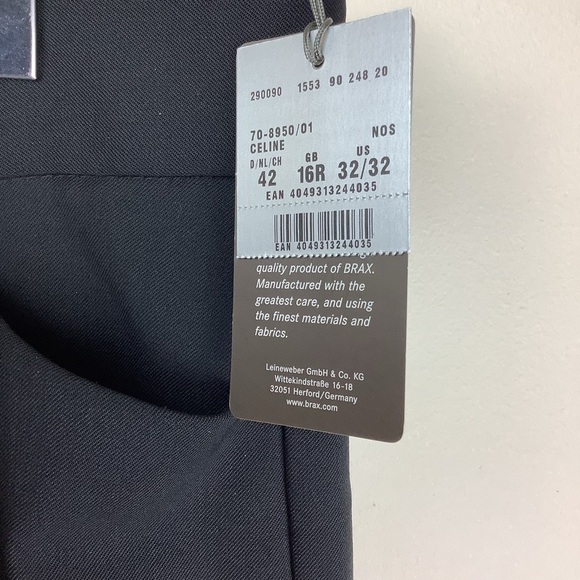 290090 1553 90 248 20
70-8950/01 NOS
CELINE
D/NL/CH GB US
42 16R 32/32
EAN 4049313244035
EAN 4049313244035
quality product of BRAX.
Manufactured with the
greatest care, and using
the finest materials and
fabrics.
Leineweber GmbH & Co. KG
Wittekindstraße 16-18
32051 Herford/Germany
www.brax.com